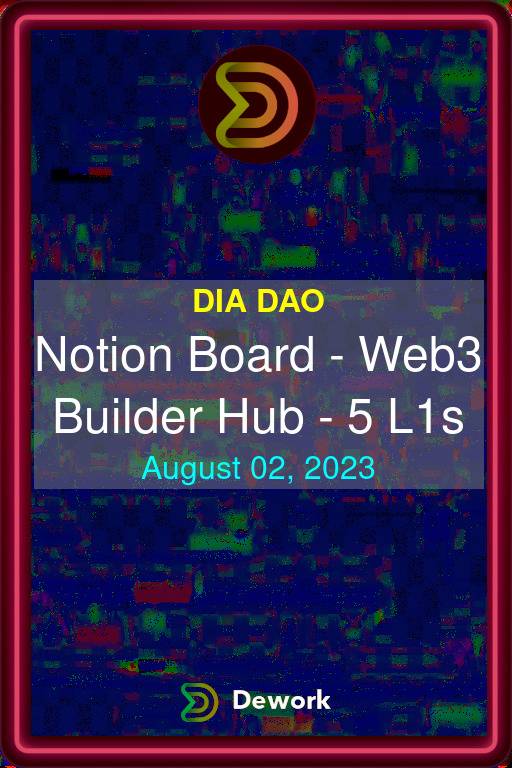 DIA DAO
Notion Board - Web3
Builder Hub - 5 L1s
August 02, 2023
Dework